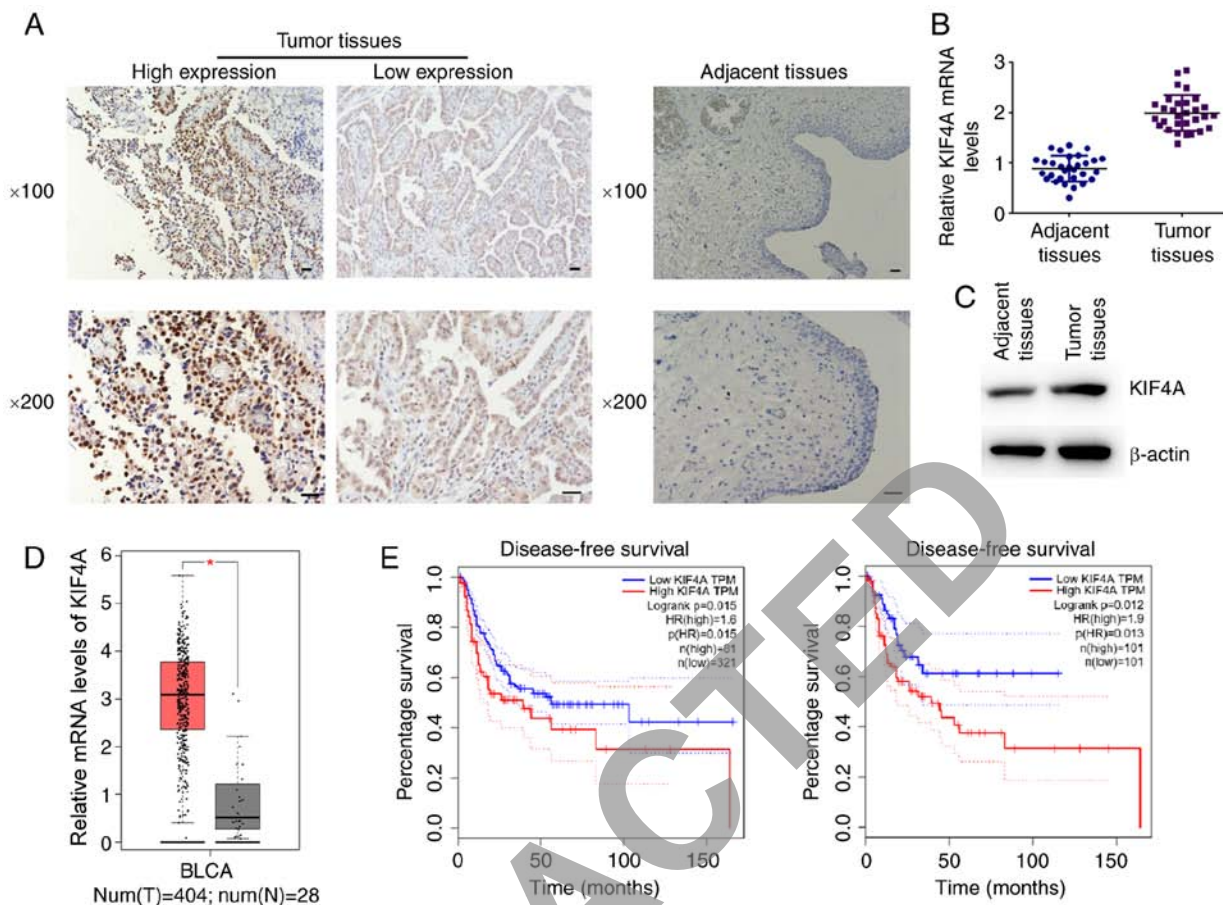 A
Tumor tissues
High expression
Low expression
Adjacent tissues
×100
×100
×200
×200
B
Relative KIF4A mRNA
levels
3
2
1
0
Adjacent
tissues
Tumor
tissues
C
Adjacent
tissues
Tumor
tissues
KIF4A
β-actin
D
Relative mRNA levels of KIF4A
6
5
4
3
2
1
0
*
BLCA
Num(T)=404; num(N)=28
E
Disease-free survival
Percentage survival
1.0
0.8
0.6
0.4
0.2
0.0
Low KIF4A TPM
High KIF4A TPM
Logrank p=0.015
HR(high)=1.6
p(HR)=0.015
n(high)=81
n(low)=321
0
50
100
150
Time (months)
Disease-free survival
Percentage survival
1.0
0.8
0.6
0.4
0.2
0.0
Low KIF4A TPM
High KIF4A TPM
Logrank p=0.012
HR(high)=1.9
p(HR)=0.013
n(high)=101
n(low)=101
0
50
100
150
Time (months)
ACTED